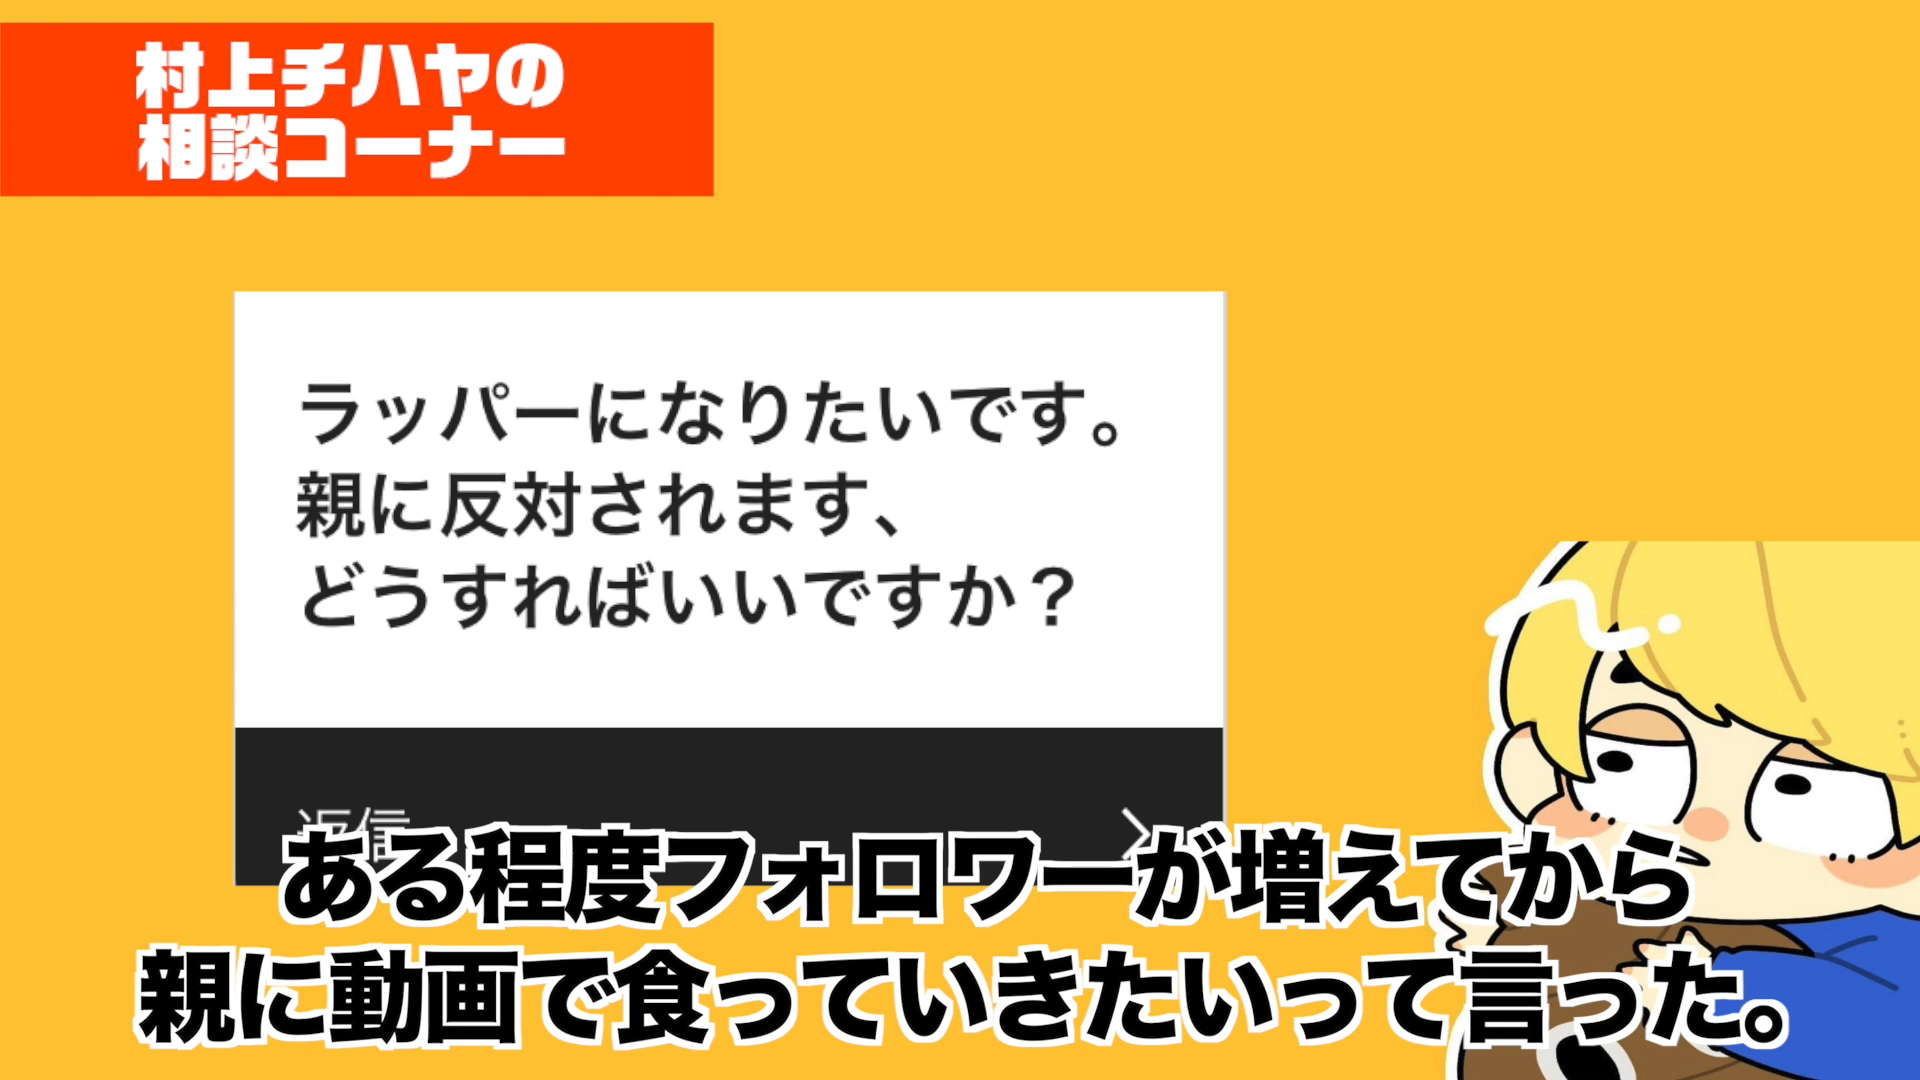 村上チハヤの
相談コーナー
ラッパーになりたいです。
親に反対されます、
どうすればいいですか？
返信
ある程度フォロワーが増えてから
親に動画で食っていきたいって言った。